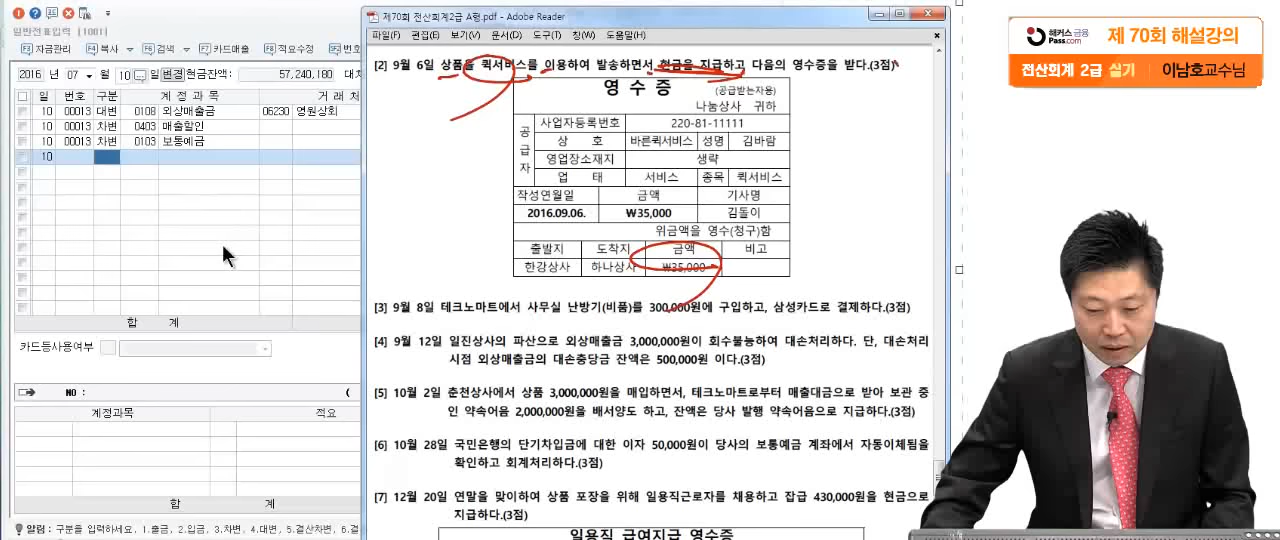 제70회 전산회계2급 A형.pdf - Adobe Reader
일반전표입력 [1001]
F3 자금관리 F4 복사 F6 검색 F7 카드매출 F8 적요수정 F9 번호
파일(F) 편집(E) 보기(V) 문서(D) 도구(T) 창(W) 도움말(H)
2016 년 07 월 10 일 변경 현금잔액: 57,240,180 대차
일 번호 구분 계 정 과 목 거 래 처
10 00013 대변 0108 외상매출금 06230 영원상회
10 00013 차변 0403 매출할인
10 00013 차변 0103 보통예금
10
합 계
카드등사용여부
NO : (
계정과목 적요
합 계
알림 : 구분을 입력하세요. 1.출금, 2.입금, 3.차변, 4.대변, 5.결산차변, 6.결
[2] 9월 6일 상품을 퀵서비스를 이용하여 발송하면서 현금을 지급하고 다음의 영수증을 받다.(3점)
영 수 증 (공급받는자용)
나눔상사 귀하
공급자
사업자등록번호 220-81-11111
상 호 바른퀵서비스 성명 김바람
영업장소재지 생략
업 태 서비스 종목 퀵서비스
작성연월일 금액 기사명
2016.09.06. ₩35,000 김돌이
위금액을 영수(청구)함
출발지 도착지 금액 비고
한강상사 하나상사 ₩35,000
[3] 9월 8일 테크노마트에서 사무실 난방기(비품)를 300,000원에 구입하고, 삼성카드로 결제하다.(3점)
[4] 9월 12일 일진상사의 파산으로 외상매출금 3,000,000원이 회수불능하여 대손처리하다. 단, 대손처리
시점 외상매출금의 대손충당금 잔액은 500,000원 이다.(3점)
[5] 10월 2일 춘천상사에서 상품 3,000,000원을 매입하면서, 테크노마트로부터 매출대금으로 받아 보관 중
인 약속어음 2,000,000원을 배서양도 하고, 잔액은 당사 발행 약속어음으로 지급하다.(3점)
[6] 10월 28일 국민은행의 단기차입금에 대한 이자 50,000원이 당사의 보통예금 계좌에서 자동이체됨을
확인하고 회계처리하다.(3점)
[7] 12월 20일 연말을 맞이하여 상품 포장을 위해 일용직근로자를 채용하고 잡급 430,000원을 현금으로
지급하다.(3점)
일용직 급여지급 영수증
해커스 금융
Pass.com
제 70회 해설강의
전산회계 2급 실기 이남호교수님